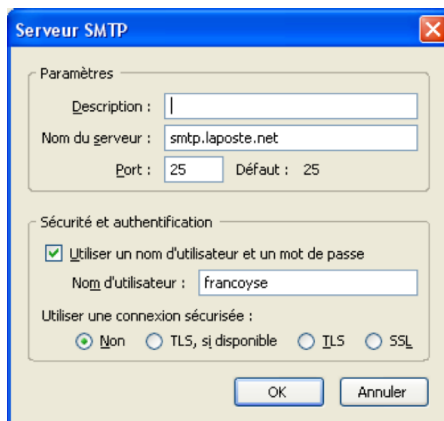 Serveur SMTP
Paramètres
Description :
Nom du serveur : smtp.laposte.net
Port : 25 Défaut : 25
Sécurité et authentification
Utiliser un nom d'utilisateur et un mot de passe
Nom d'utilisateur : francoyse
Utiliser une connexion sécurisée :
Non TLS, si disponible TLS SSL
OK Annuler